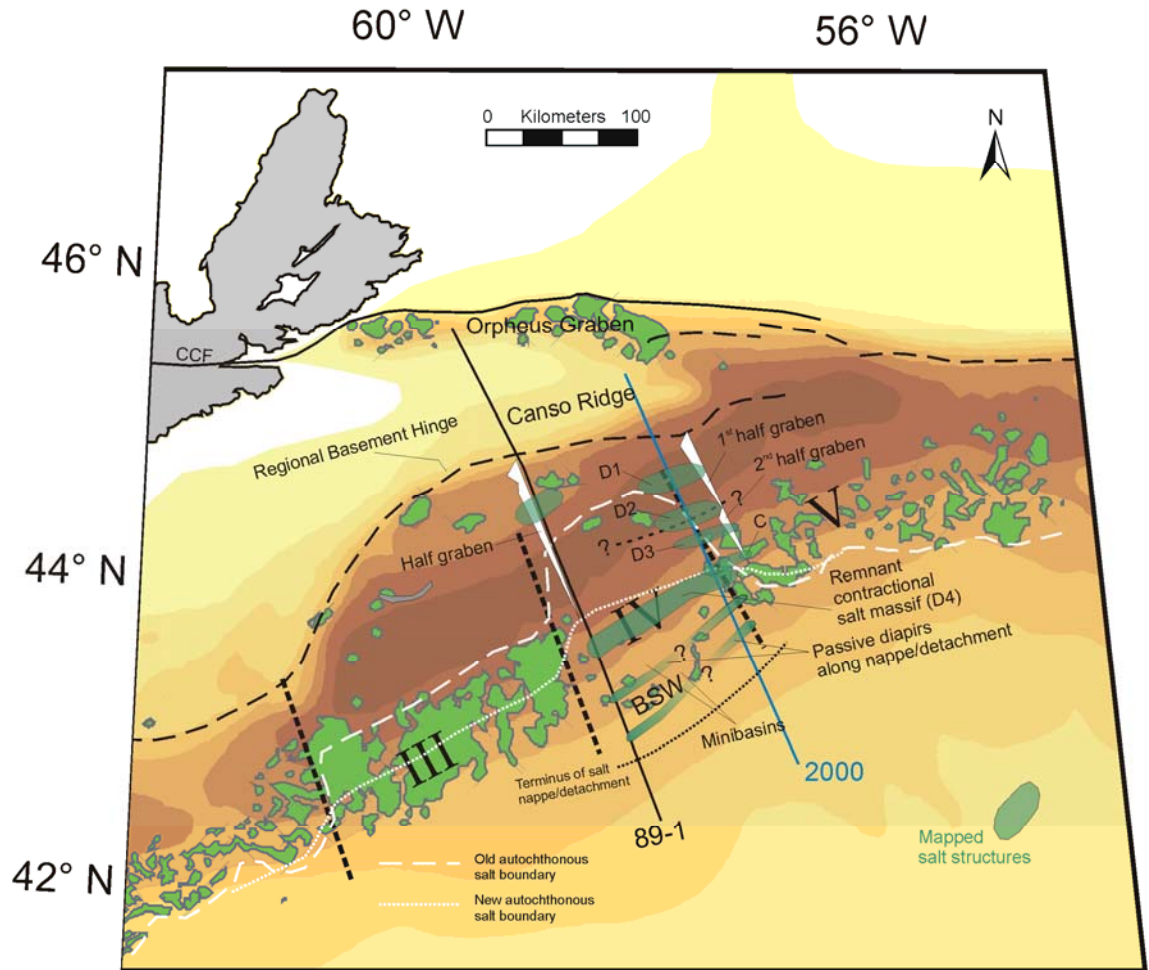 60° W
56° W
0 Kilometers 100
N
46° N
CCF
Orpheus Graben
Canso Ridge
Regional Basement Hinge
1st half graben
2nd half graben
D1
D2
?
?
D3
C
V
Half graben
44° N
Remnant
contractional
salt massif (D4)
IV
Passive diapirs
along nappe/detachment
?
?
BSW
Minibasins
III
Terminus of salt
nappe/detachment
2000
89-1
Mapped
salt structures
42° N
Old autochthonous
salt boundary
New autochthonous
salt boundary